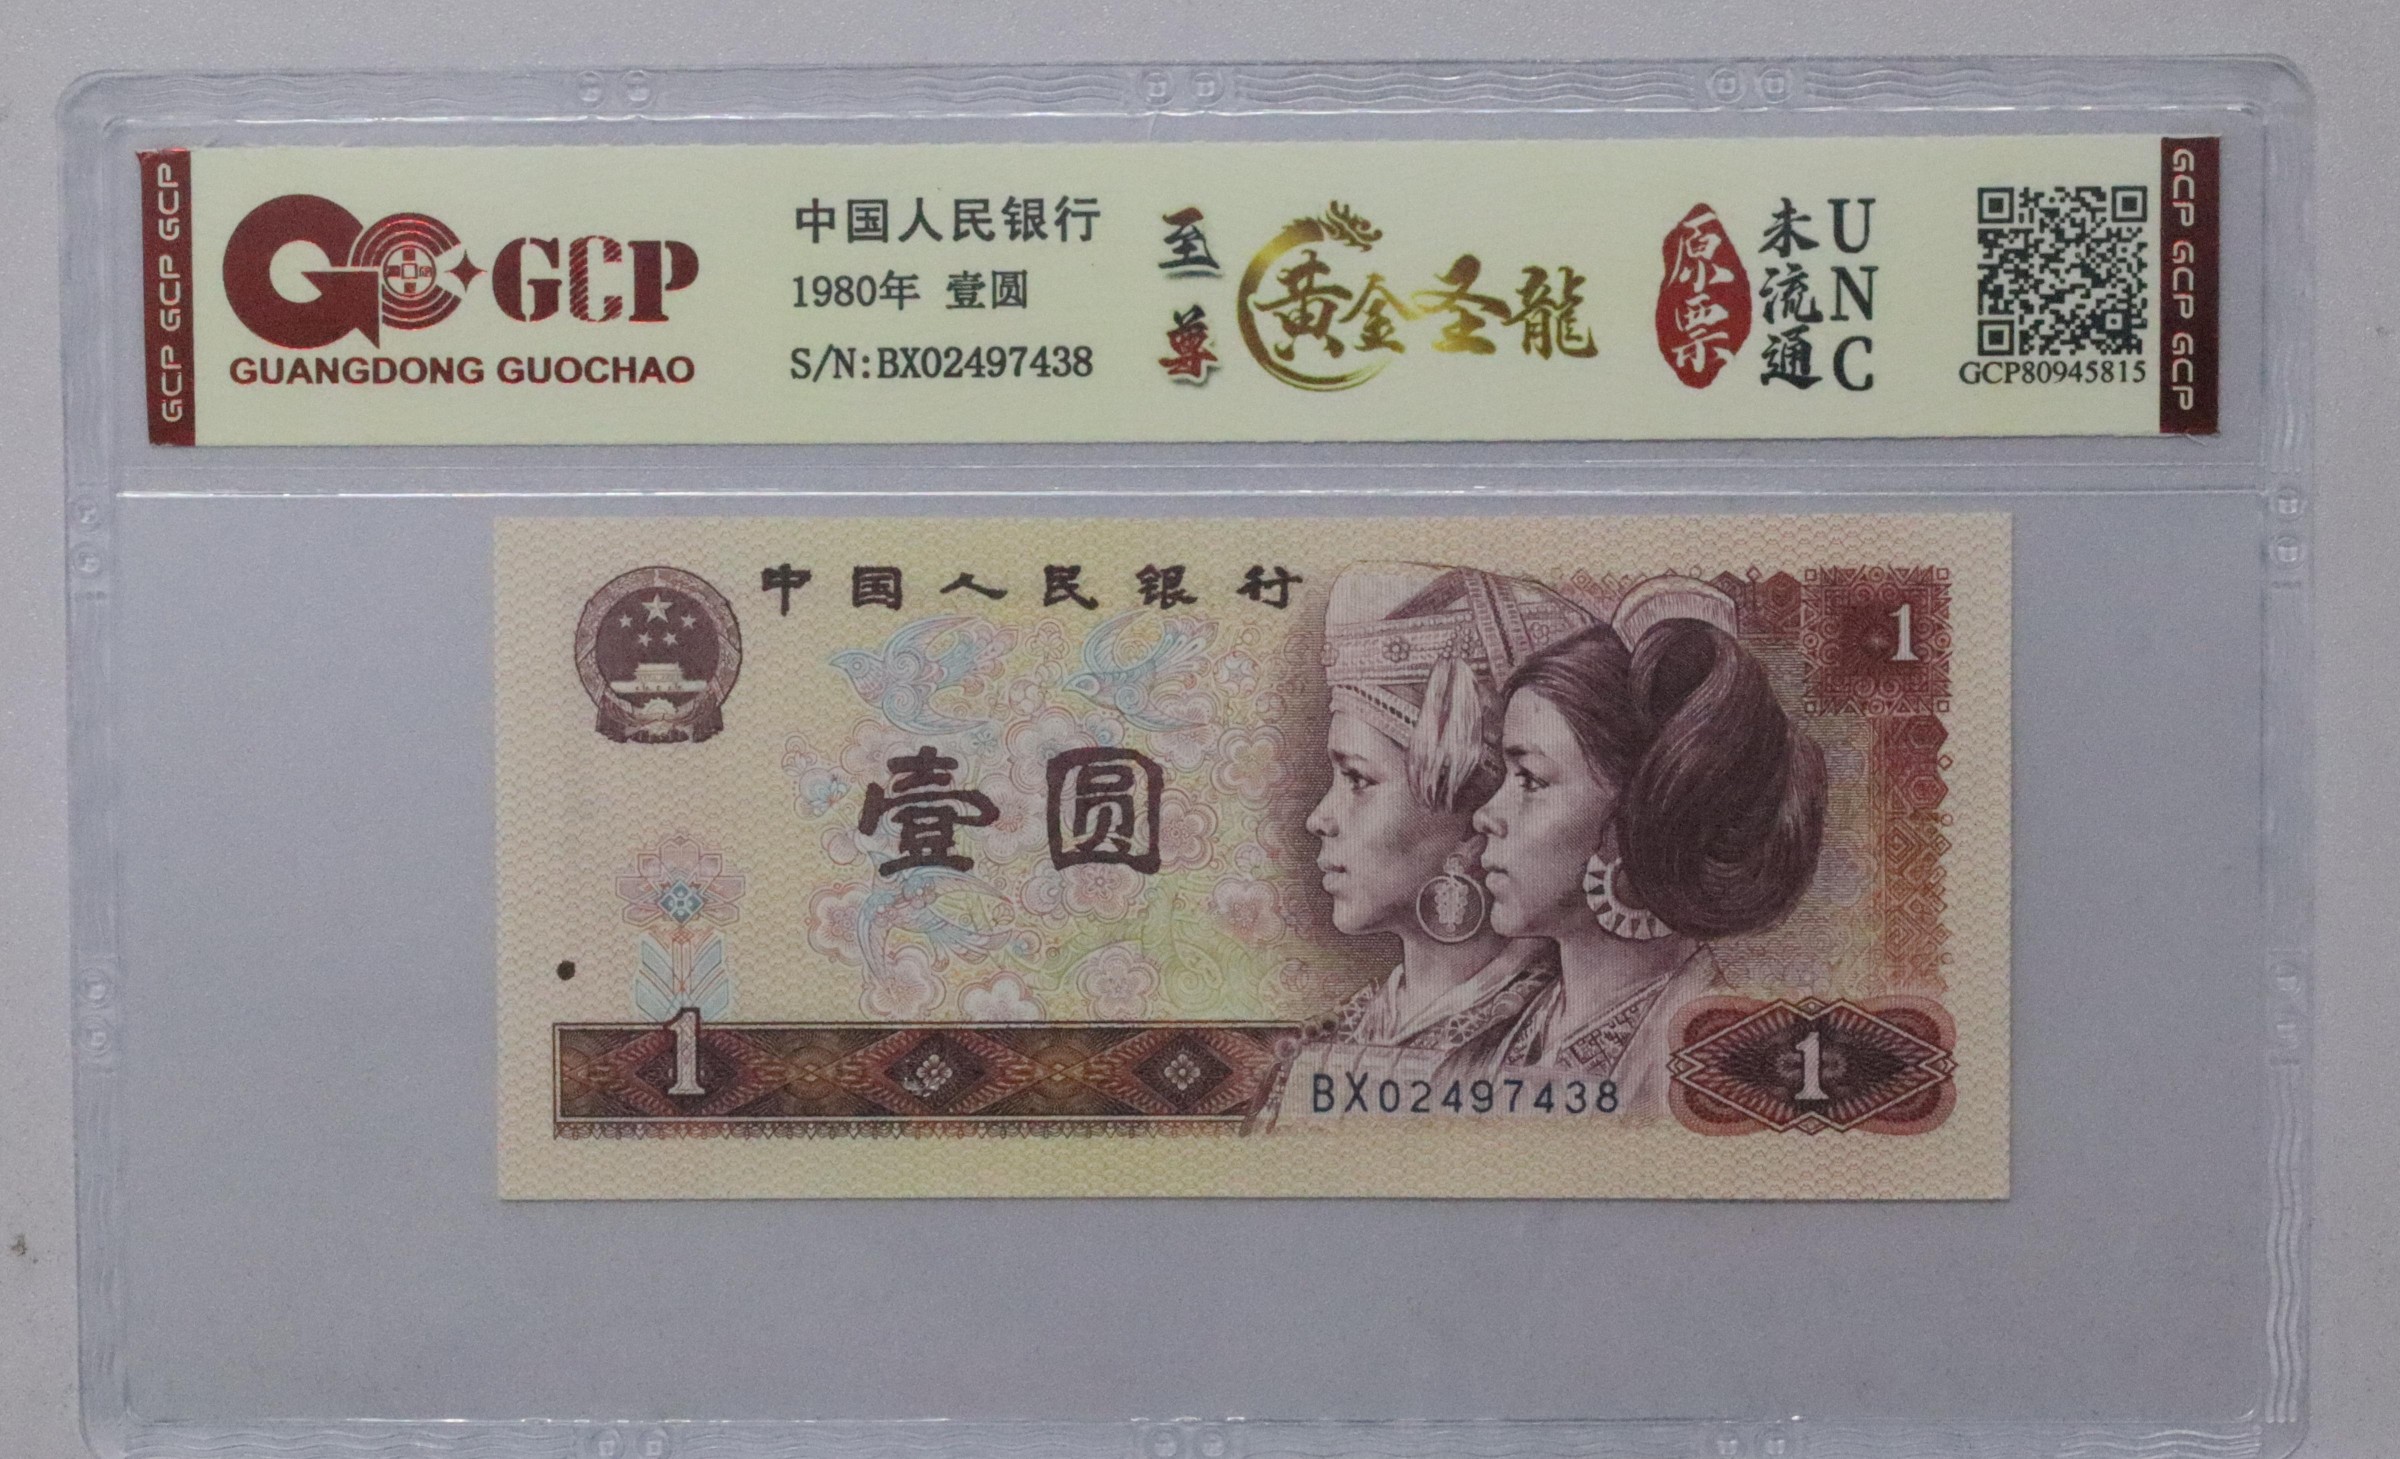 GCP GCP GCP
GCP
GUANGDONG GUOCHAO
中国人民银行
1980年 壹圆
S/N:BX02497438
至尊
黄金圣龍
原票
未流通
UNC
GCP80945815
GCP GCP GCP
中国人民银行
1
壹圆
1
BX02497438
1